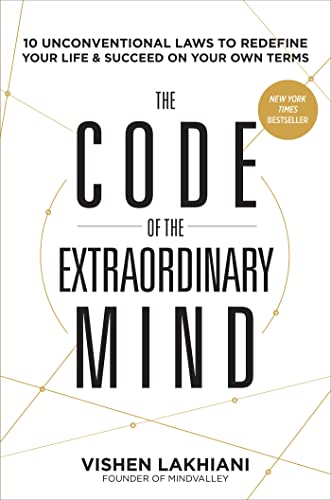 10 UNCONVENTIONAL LAWS TO REDEFINE
YOUR LIFE & SUCCEED ON YOUR OWN TERMS
THE
NEW YORK
TIMES
BESTSELLER
CODE
OF THE
EXTRAORDINARY
MIND
VISHEN LAKHIANI
FOUNDER OF MINDVALLEY